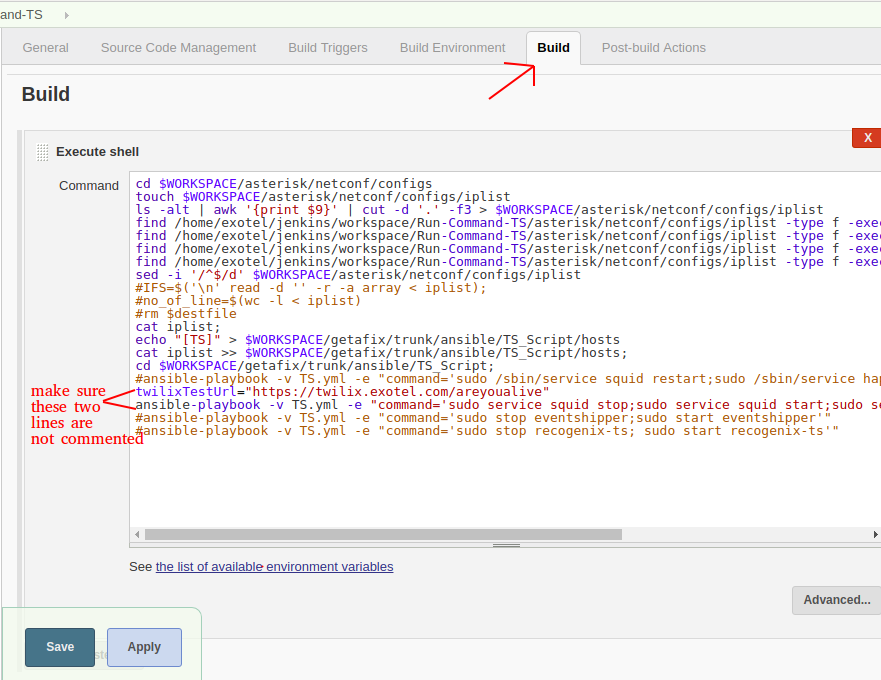 and-TS
General Source Code Management Build Triggers Build Environment Build Post-build Actions
Build
X
Execute shell
Command
cd $WORKSPACE/asterisk/netconf/configs
touch $WORKSPACE/asterisk/netconf/configs/iplist
ls -alt | awk '{print $9}' | cut -d '.' -f3 > $WORKSPACE/asterisk/netconf/configs/iplist
find /home/exotel/jenkins/workspace/Run-Command-TS/asterisk/netconf/configs/iplist -type f -exec
find /home/exotel/jenkins/workspace/Run-Command-TS/asterisk/netconf/configs/iplist -type f -exec
find /home/exotel/jenkins/workspace/Run-Command-TS/asterisk/netconf/configs/iplist -type f -exec
find /home/exotel/jenkins/workspace/Run-Command-TS/asterisk/netconf/configs/iplist -type f -exec
sed -i '/^$/d' $WORKSPACE/asterisk/netconf/configs/iplist
#IFS=$('\n' read -d '' -r -a array < iplist);
#no_of_line=$(wc -l < iplist)
#rm $destfile
cat iplist;
echo "[TS]" > $WORKSPACE/getafix/trunk/ansible/TS_Script/hosts
cat iplist >> $WORKSPACE/getafix/trunk/ansible/TS_Script/hosts;
cd $WORKSPACE/getafix/trunk/ansible/TS_Script;
#ansible-playbook -v TS.yml -e "command='sudo /sbin/service squid restart;sudo /sbin/service hap
twilixTestUrl="https://twilix.exotel.com/areyoualive"
ansible-playbook -v TS.yml -e "command='sudo service squid stop;sudo service squid start;sudo se
#ansible-playbook -v TS.yml -e "command='sudo stop eventshipper;sudo start eventshipper'"
#ansible-playbook -v TS.yml -e "command='sudo stop recogenix-ts; sudo start recogenix-ts'"
make sure
these two
lines are
not commented
See the list of available environment variables
Advanced...
Save Apply